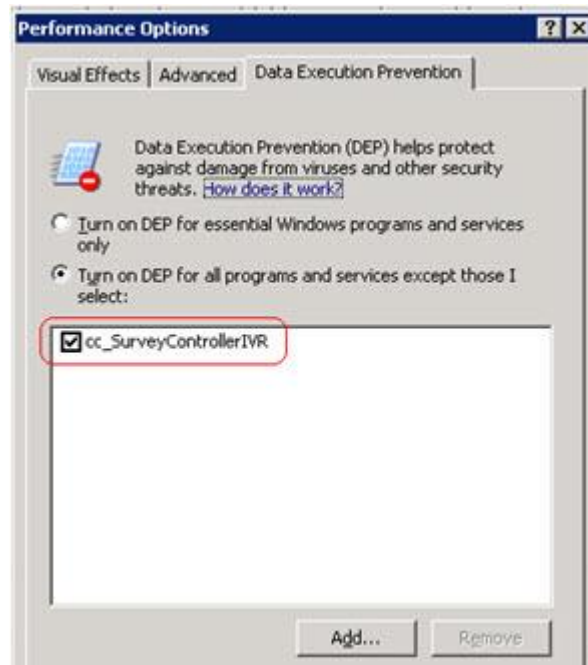 Performance Options
Visual Effects
Advanced
Data Execution Prevention
Data Execution Prevention (DEP) helps protect
against damage from viruses and other security
threats. How does it work?
Turn on DEP for essential Windows programs and services
only
Turn on DEP for all programs and services except those I
select:
cc_SurveyControllerIVR
Add...
Remove